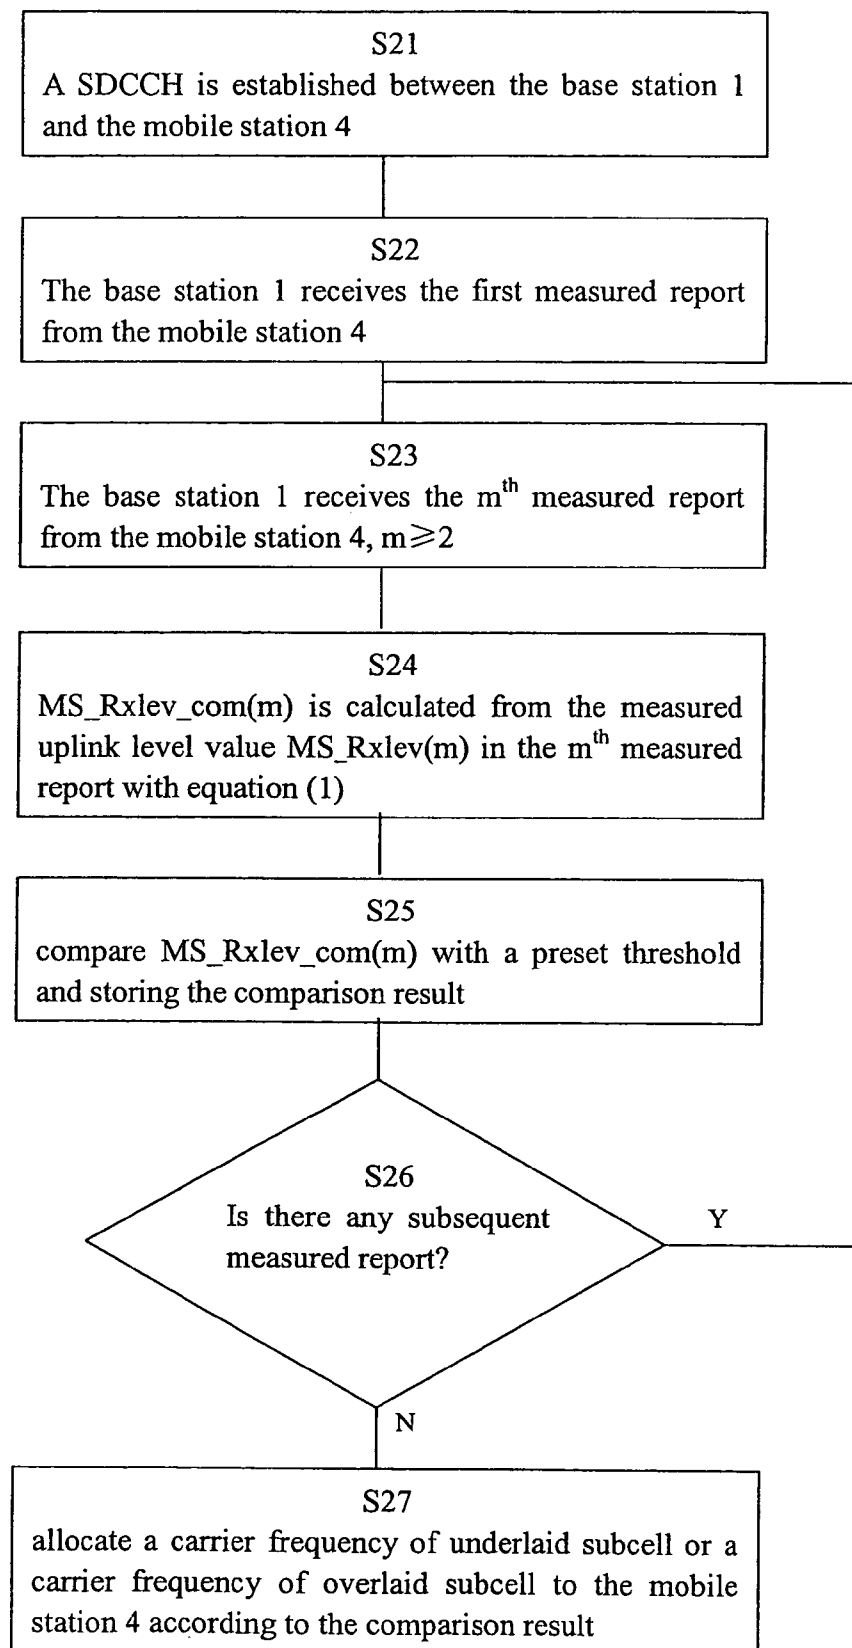 S21
A SDCCH is established between the base station 1
and the mobile station 4
S22
The base station 1 receives the first measured report
from the mobile station 4
S23
The base station 1 receives the mth measured report
from the mobile station 4, m⩾2
S24
MS_Rxlev_com(m) is calculated from the measured
uplink level value MS_Rxlev(m) in the mth measured
report with equation (1)
S25
compare MS_Rxlev_com(m) with a preset threshold
and storing the comparison result
S26
Is there any subsequent
measured report?
Y
N
S27
allocate a carrier frequency of underlaid subcell or a
carrier frequency of overlaid subcell to the mobile
station 4 according to the comparison result